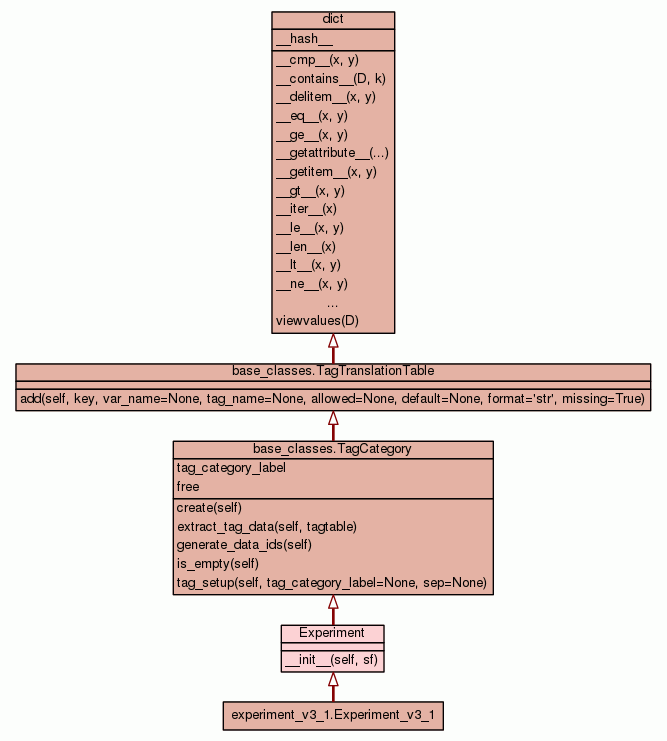 dict
__hash__
__cmp__(x, y)
__contains__(D, k)
__delitem__(x, y)
__eq__(x, y)
__ge__(x, y)
__getattribute__(...)
__getitem__(x, y)
__gt__(x, y)
__iter__(x)
__le__(x, y)
__len__(x)
__lt__(x, y)
__ne__(x, y)
...
viewvalues(D)
base_classes.TagTranslationTable
add(self, key, var_name=None, tag_name=None, allowed=None, default=None, format='str', missing=True)
base_classes.TagCategory
tag_category_label
free
create(self)
extract_tag_data(self, tagtable)
generate_data_ids(self)
is_empty(self)
tag_setup(self, tag_category_label=None, sep=None)
Experiment
__init__(self, sf)
experiment_v3_1.Experiment_v3_1